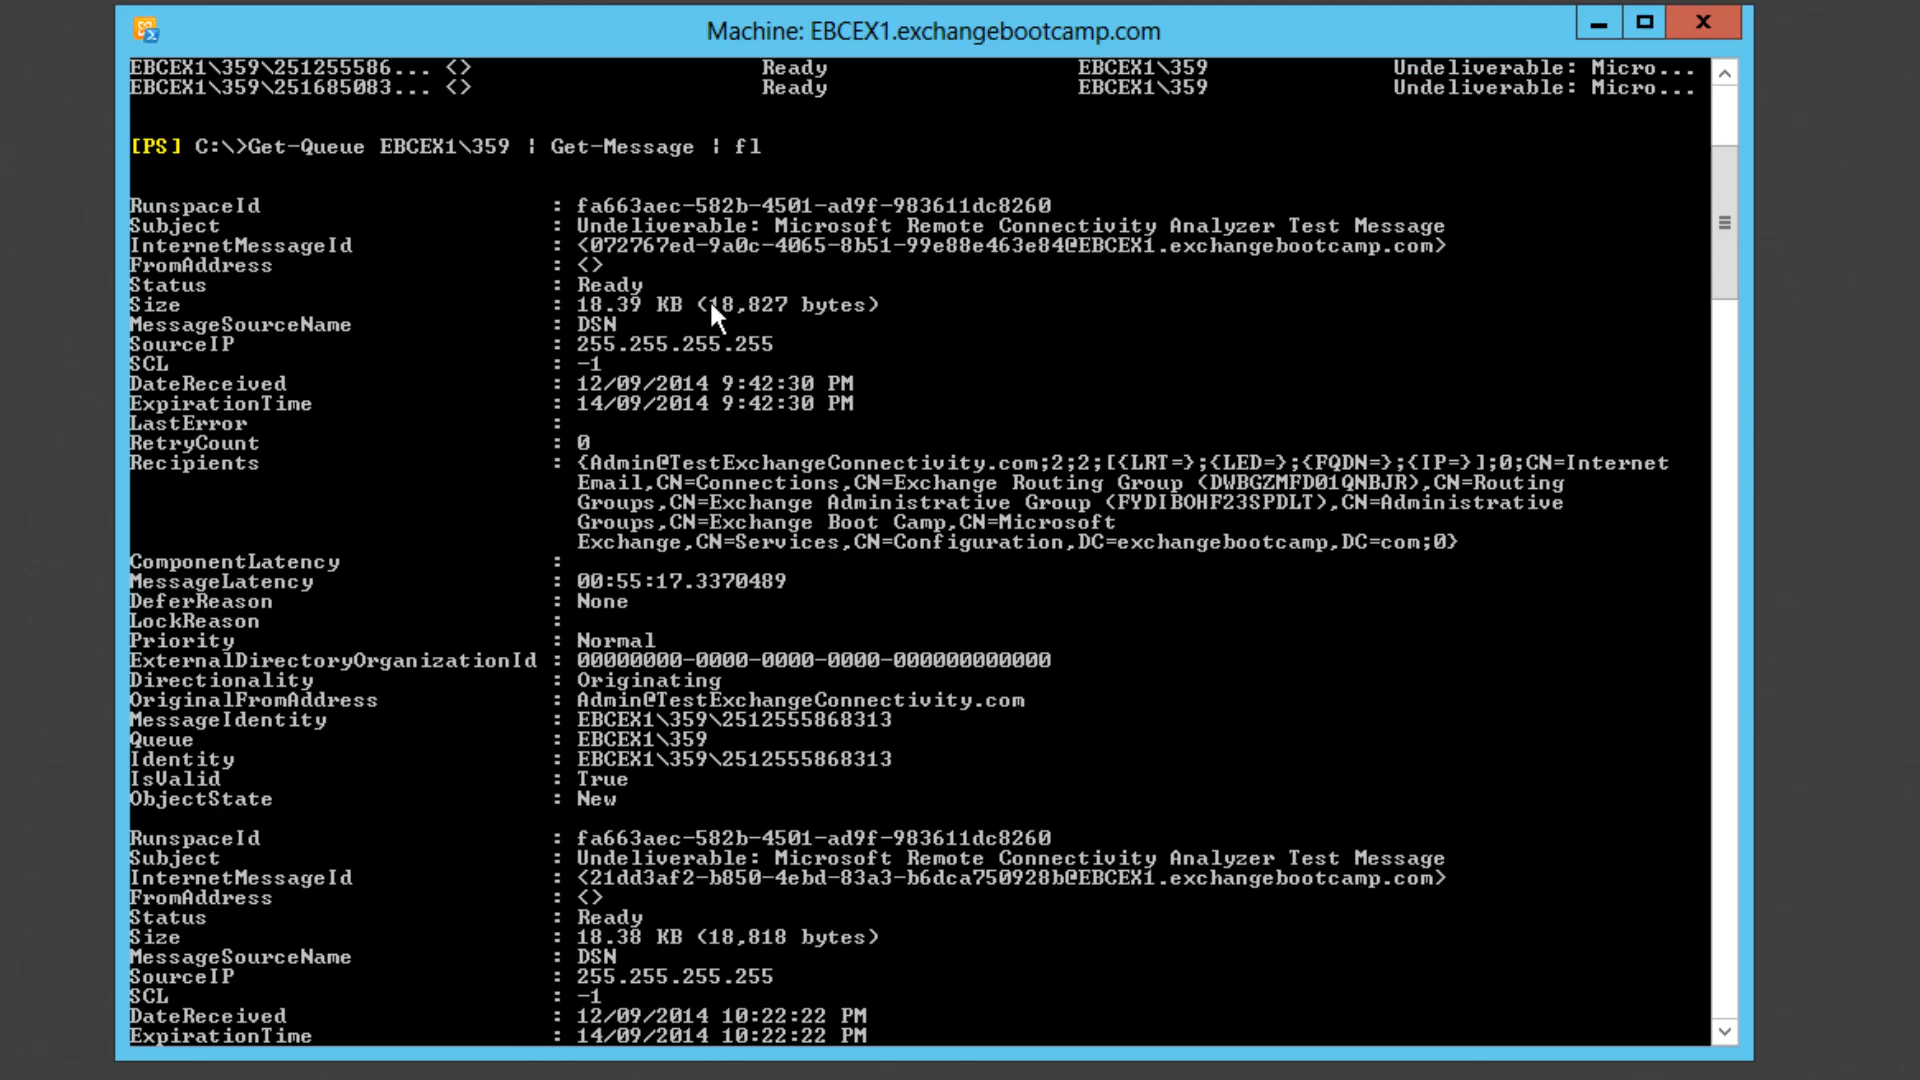 Machine: EBCEX1.exchangebootcamp.com
EBCEX1\359\251255586... <> Ready EBCEX1\359 Undeliverable: Micro...
EBCEX1\359\251685083... <> Ready EBCEX1\359 Undeliverable: Micro...
[PS] C:\>Get-Queue EBCEX1\359 | Get-Message | fl
RunspaceId : fa663aec-582b-4501-ad9f-983611dc8260
Subject : Undeliverable: Microsoft Remote Connectivity Analyzer Test Message
InternetMessageId : <072767ed-9a0c-4065-8b51-99e88e463e84@EBCEX1.exchangebootcamp.com>
FromAddress : <>
Status : Ready
Size : 18.39 KB (18,827 bytes)
MessageSourceName : DSN
SourceIP : 255.255.255.255
SCL : -1
DateReceived : 12/09/2014 9:42:30 PM
ExpirationTime : 14/09/2014 9:42:30 PM
LastError :
RetryCount : 0
Recipients : {Admin@TestExchangeConnectivity.com;2;2;[{LRT=};{LED=};{FQDN=};{IP=}];0;CN=Internet
Email,CN=Connections,CN=Exchange Routing Group (DWBGZMFD01QNBJR),CN=Routing
Groups,CN=Exchange Administrative Group (FYDIBOHF23SPDLT),CN=Administrative
Groups,CN=Exchange Boot Camp,CN=Microsoft
Exchange,CN=Services,CN=Configuration,DC=exchangebootcamp,DC=com;0}
ComponentLatency :
MessageLatency : 00:55:17.3370489
DeferReason : None
LockReason :
Priority : Normal
ExternalDirectoryOrganizationId : 00000000-0000-0000-0000-000000000000
Directionality : Originating
OriginalFromAddress : Admin@TestExchangeConnectivity.com
MessageIdentity : EBCEX1\359\2512555868313
Queue : EBCEX1\359
Identity : EBCEX1\359\2512555868313
IsValid : True
ObjectState : New
RunspaceId : fa663aec-582b-4501-ad9f-983611dc8260
Subject : Undeliverable: Microsoft Remote Connectivity Analyzer Test Message
InternetMessageId : <21dd3af2-b850-4ebd-83a3-b6dca750928b@EBCEX1.exchangebootcamp.com>
FromAddress : <>
Status : Ready
Size : 18.38 KB (18,818 bytes)
MessageSourceName : DSN
SourceIP : 255.255.255.255
SCL : -1
DateReceived : 12/09/2014 10:22:22 PM
ExpirationTime : 14/09/2014 10:22:22 PM